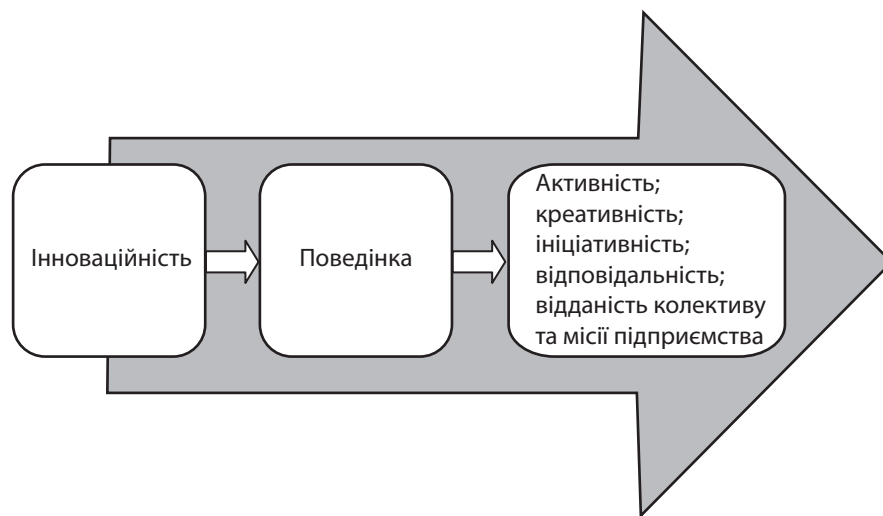 Інноваційність
Поведінка
Активність;
креативність;
ініціативність;
відповідальність;
відданість колективу
та місії підприємства